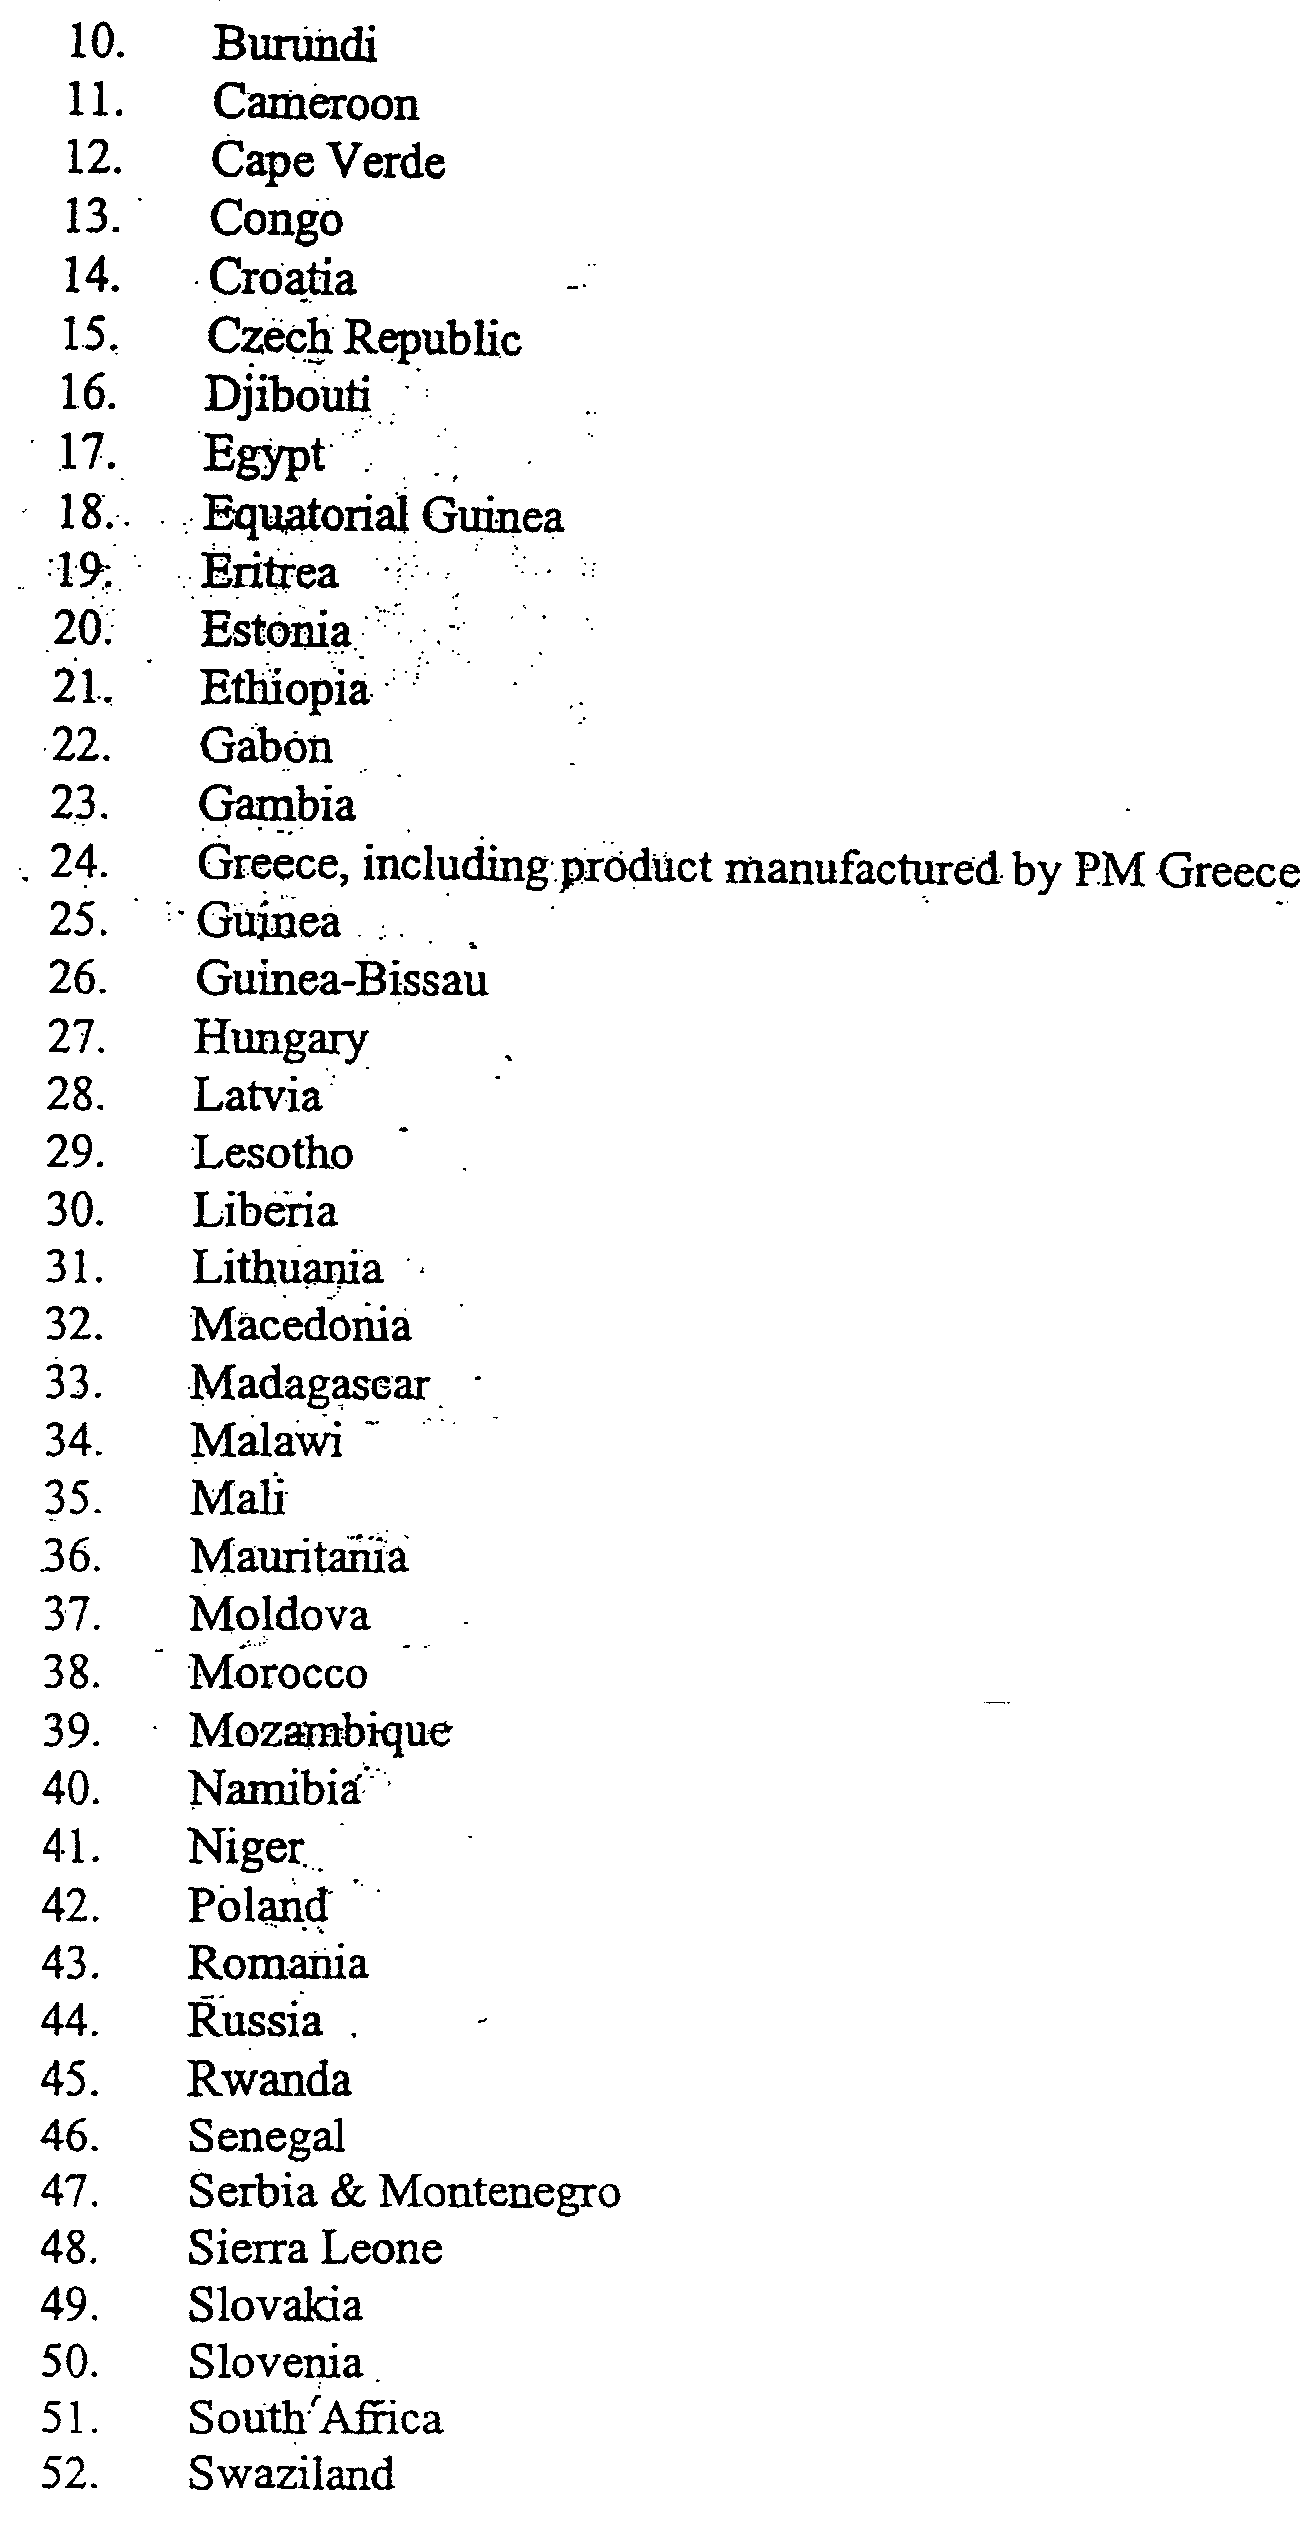 10. Burundi
11. Cameroon
12. Cape Verde
13. Congo
14. Croatia
15. Czech Republic
16. Djibouti
17. Egypt
18. Equatorial Guinea
19. Eritrea
20. Estonia
21. Ethiopia
22. Gabon
23. Gambia
24. Greece, including product manufactured by PM Greece
25. Guinea
26. Guinea-Bissau
27. Hungary
28. Latvia
29. Lesotho
30. Liberia
31. Lithuania
32. Macedonia
33. Madagascar
34. Malawi
35. Mali
36. Mauritania
37. Moldova
38. Morocco
39. Mozambique
40. Namibia
41. Niger
42. Poland
43. Romania
44. Russia
45. Rwanda
46. Senegal
47. Serbia & Montenegro
48. Sierra Leone
49. Slovakia
50. Slovenia
51. South Africa
52. Swaziland